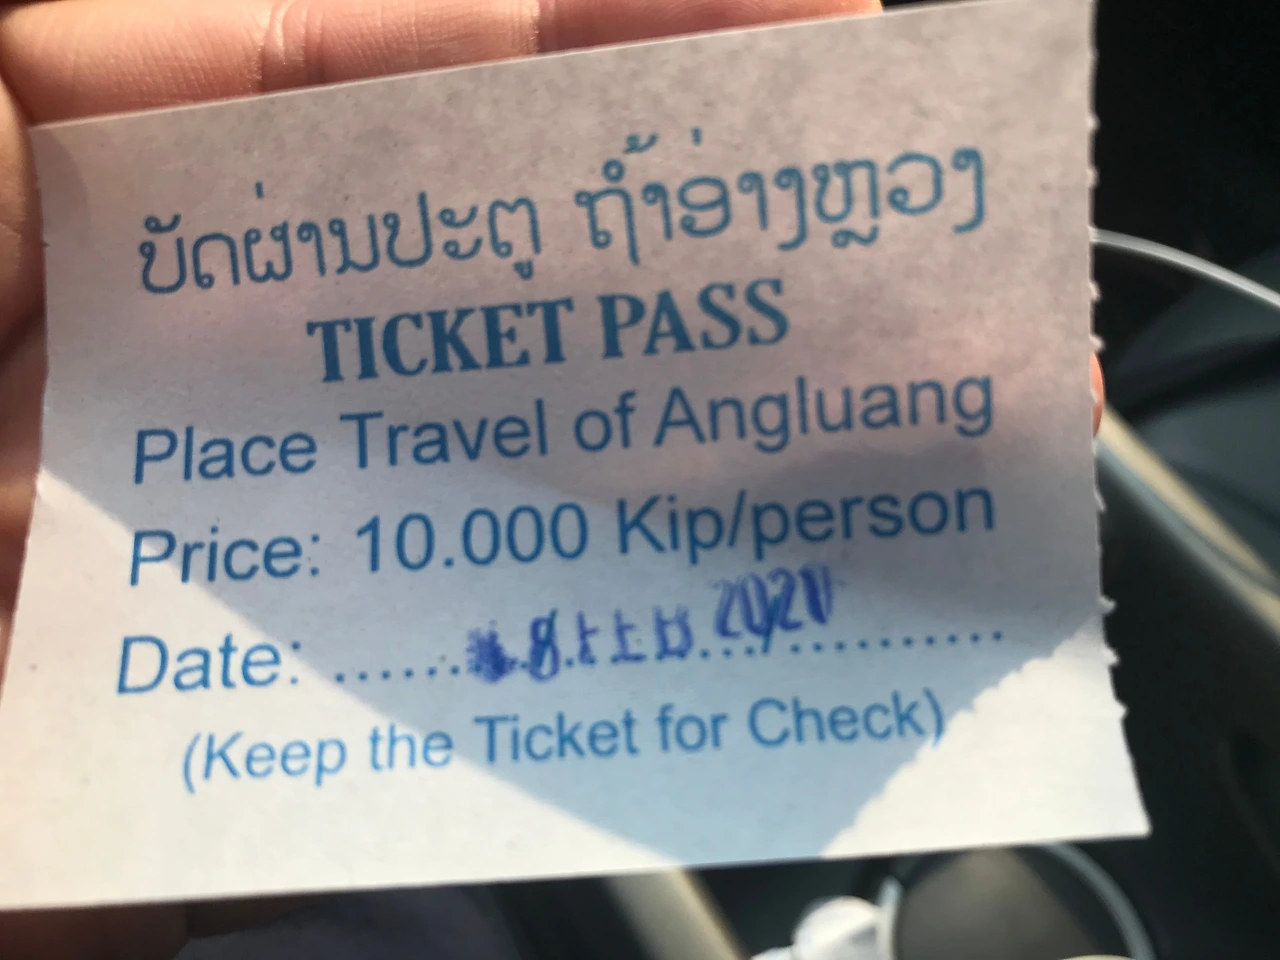 ບັດຜ່ານປະຕູ ຖ້ຳອ່າງຫຼວງ
TICKET PASS
Place Travel of Angluang
Price: 10.000 Kip/person
Date: 8 FEB 2020
(Keep the Ticket for Check)